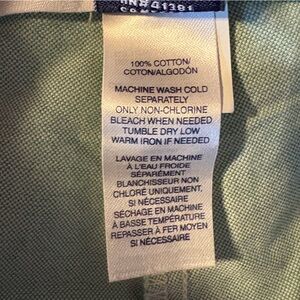 RN#41381
100% COTTON/
COTON/ALGODÓN
MACHINE WASH COLD
SEPARATELY
ONLY NON-CHLORINE
BLEACH WHEN NEEDED
TUMBLE DRY LOW
WARM IRON IF NEEDED
LAVAGE EN MACHINE
À L'EAU FROIDE
SÉPARÉMENT
BLANCHISSEUR NON
CHLORÉ UNIQUEMENT,
SI NÉCESSAIRE
SÉCHAGE EN MACHINE
À BASSE TEMPÉRATURE
REPASSER À FER MOYEN
SI NÉCESSAIRE